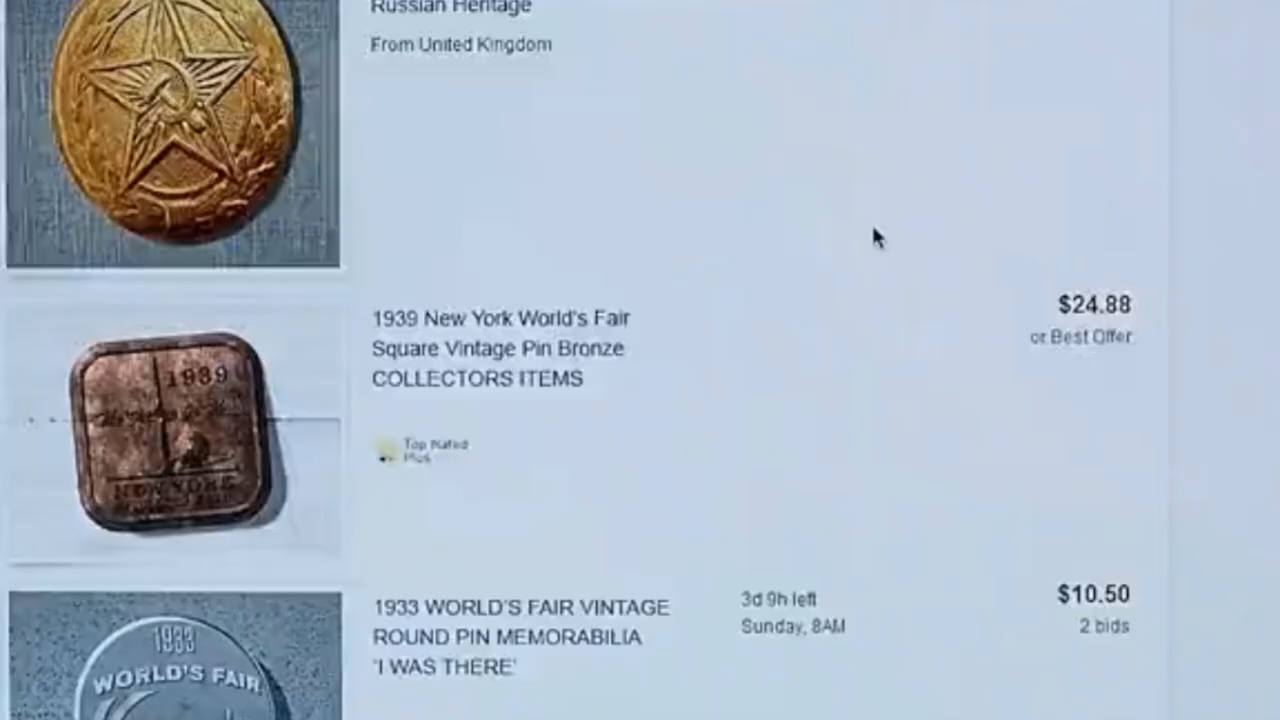 Russian Heritage
From United Kingdom
1939 New York World's Fair
Square Vintage Pin Bronze
COLLECTORS ITEMS
$24.88
or Best Offer
Top Rated
Plus
1939
NEW YORK
1933 WORLD'S FAIR VINTAGE
ROUND PIN MEMORABILIA
'I WAS THERE'
3d 9h left
Sunday, 8AM
$10.50
2 bids
1933
WORLD'S FAIR